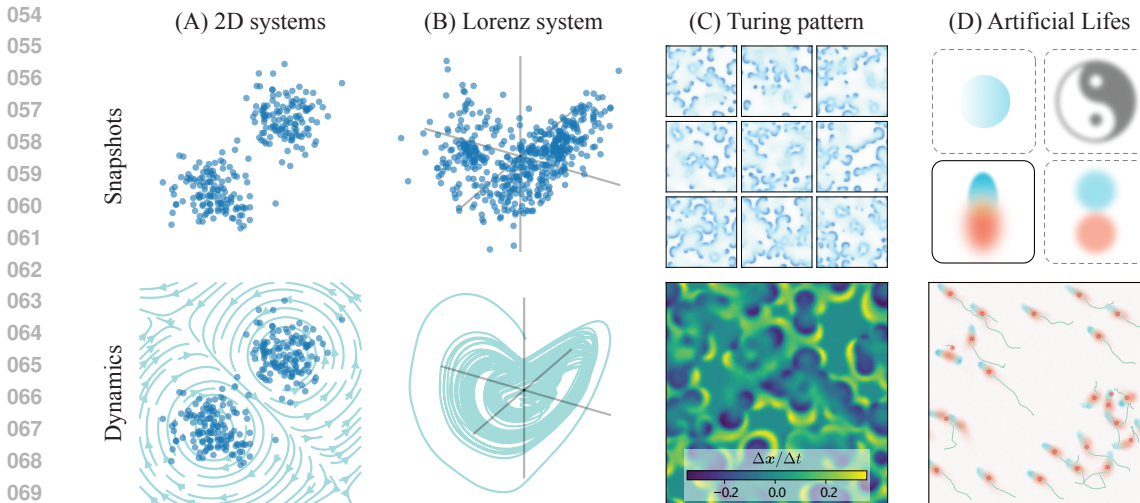 054
055
056
057
058
059
060
061
062
063
064
065
066
067
068
069
(A) 2D systems
(B) Lorenz system
(C) Turing pattern
(D) Artificial Lifes
Snapshots
Dynamics
Δx/Δt
−0.2 0.0 0.2